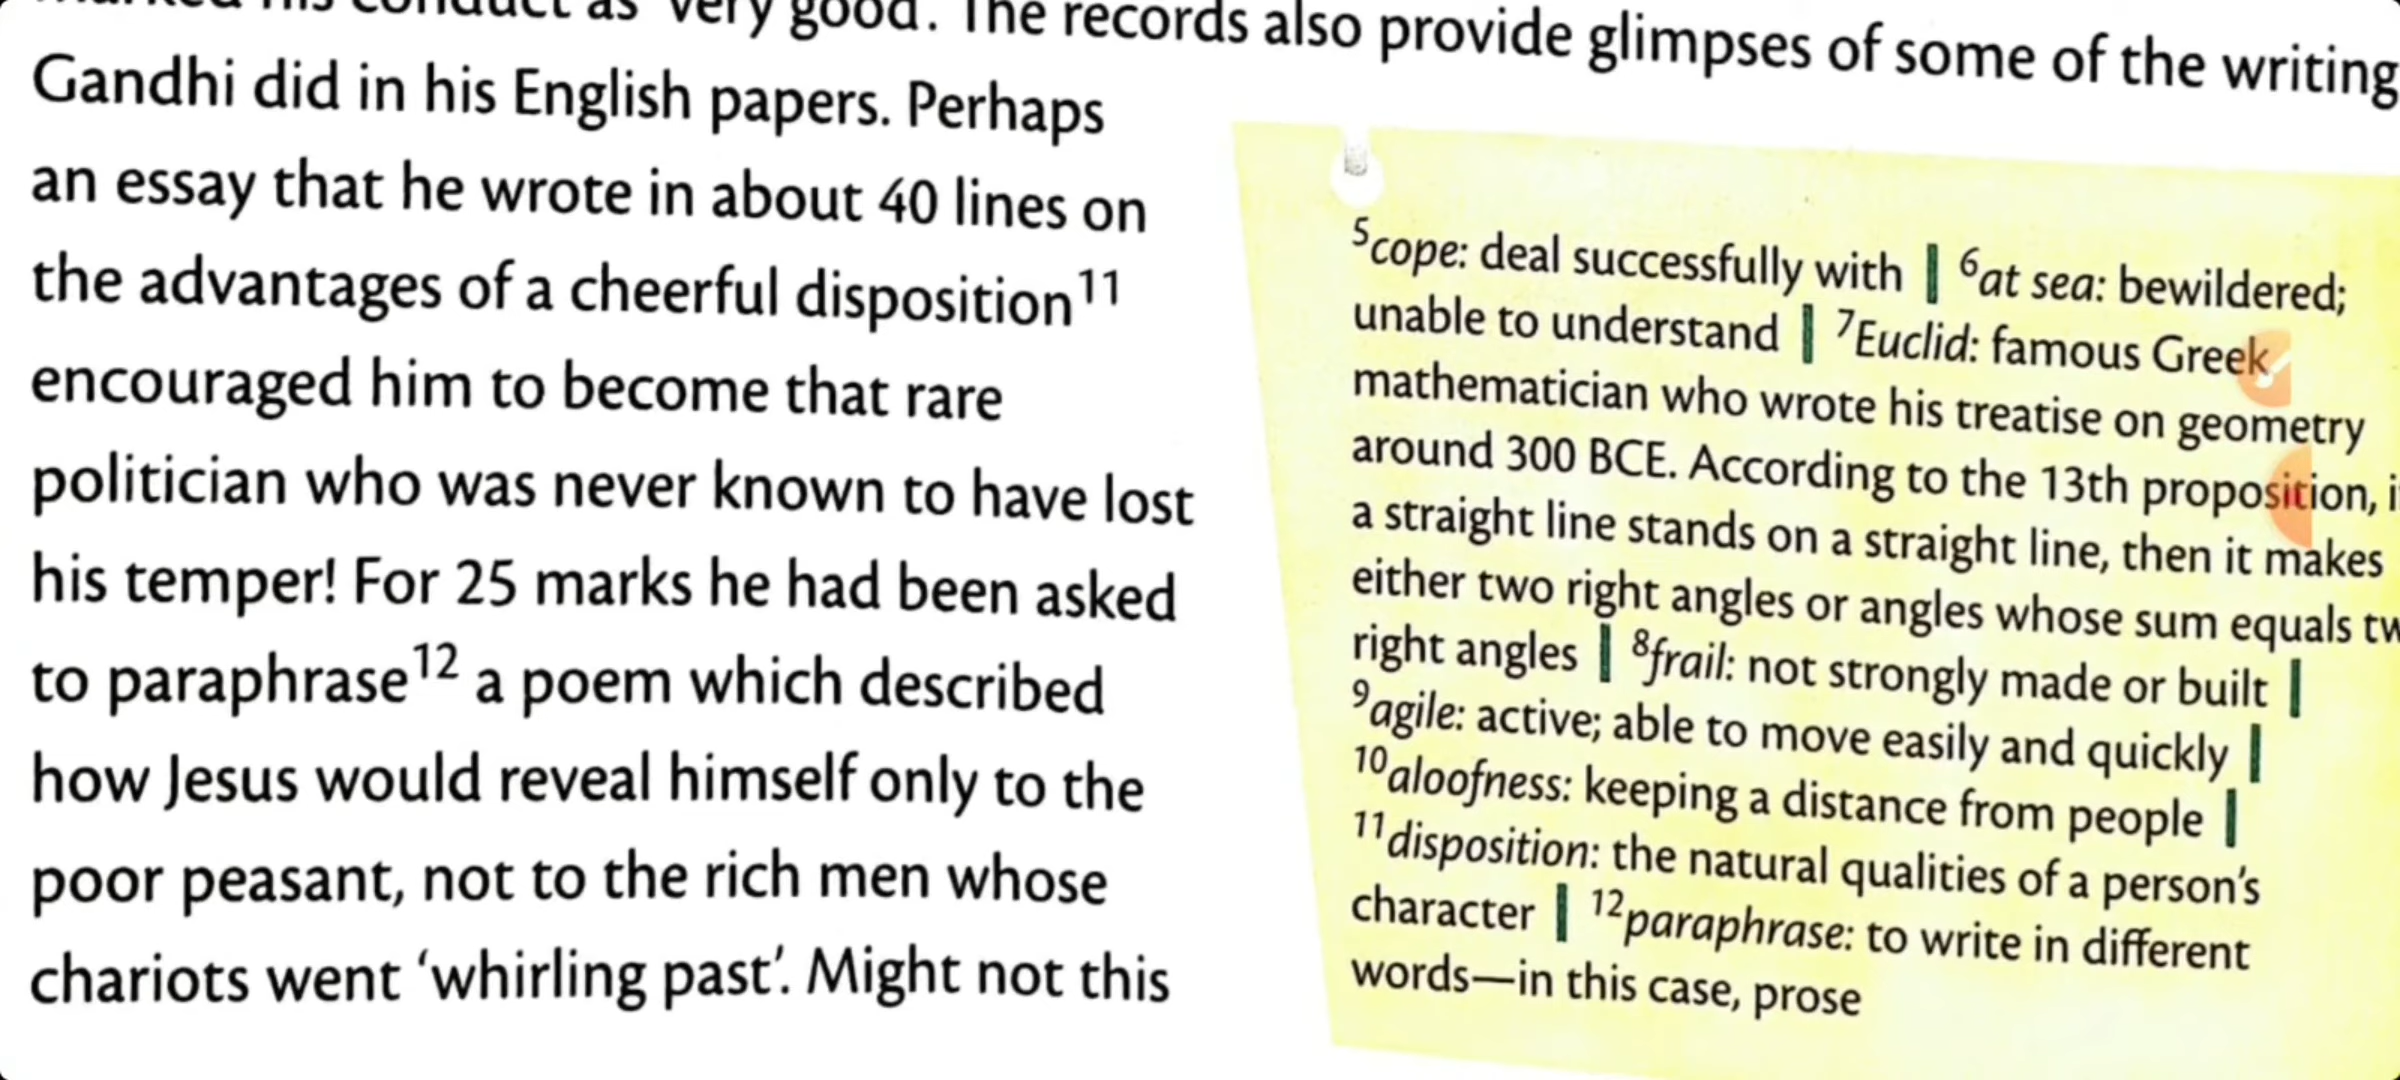 marked his conduct as 'very good'. The records also provide glimpses of some of the writing
Gandhi did in his English papers. Perhaps
an essay that he wrote in about 40 lines on
the advantages of a cheerful disposition¹¹
encouraged him to become that rare
politician who was never known to have lost
his temper! For 25 marks he had been asked
to paraphrase¹² a poem which described
how Jesus would reveal himself only to the
poor peasant, not to the rich men whose
chariots went ‘whirling past’. Might not this
⁵cope: deal successfully with | ⁶at sea: bewildered;
unable to understand | ⁷Euclid: famous Greek
mathematician who wrote his treatise on geometry
around 300 BCE. According to the 13th proposition,
a straight line stands on a straight line, then it makes
either two right angles or angles whose sum equals
right angles | ⁸frail: not strongly made or built |
⁹agile: active; able to move easily and quickly |
¹⁰aloofness: keeping a distance from people |
¹¹disposition: the natural qualities of a person’s
character | ¹²paraphrase: to write in different
words—in this case, prose